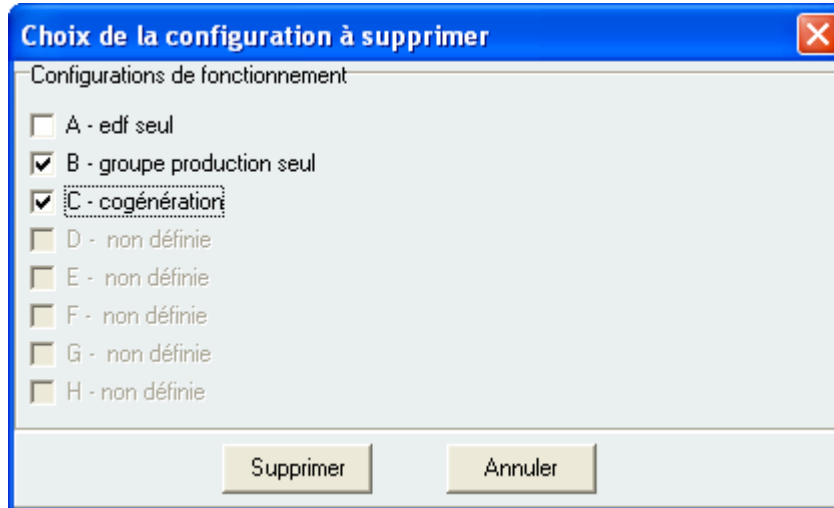 Choix de la configuration à supprimer
Configurations de fonctionnement
A - edf seul
B - groupe production seul
C - cogénération
D - non définie
E - non définie
F - non définie
G - non définie
H - non définie
Supprimer
Annuler